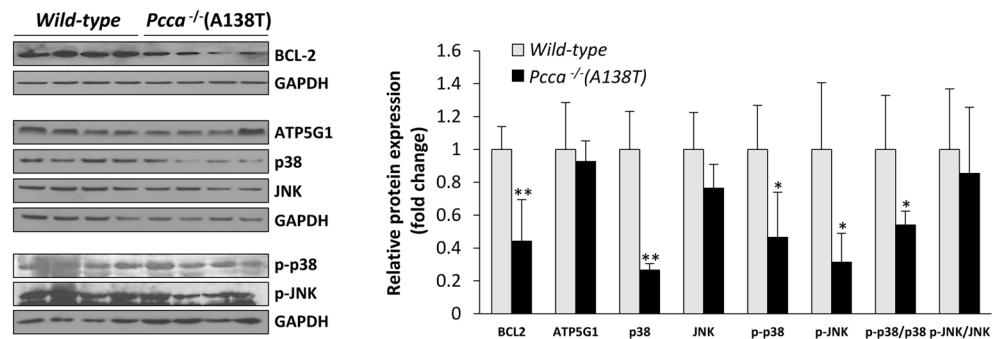 Wild-type Pcca -/-(A138T)
BCL-2
GAPDH
ATP5G1
p38
JNK
GAPDH
p-p38
p-JNK
GAPDH
Relative protein expression
(fold change)
1.6
1.4
1.2
1
0.8
0.6
0.4
0.2
0
Wild-type
Pcca -/-(A138T)
**
**
*
*
*
BCL2 ATP5G1 p38 JNK p-p38 p-JNK p-p38/p38 p-JNK/JNK